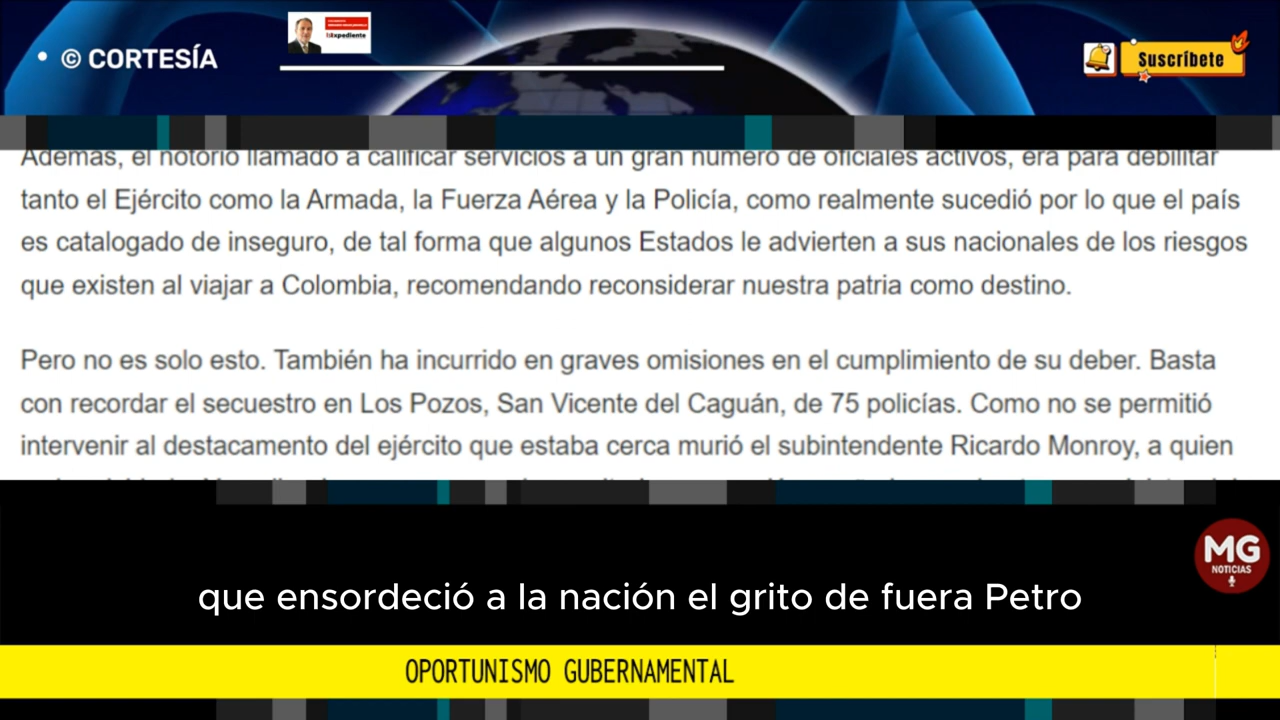 • © CORTESÍA
Expediente
Suscríbete
Además, el notorio llamado a calificar servicios a un gran número de oficiales activos, era para debilitar
tanto el Ejército como la Armada, la Fuerza Aérea y la Policía, como realmente sucedió por lo que el país
es catalogado de inseguro, de tal forma que algunos Estados le advierten a sus nacionales de los riesgos
que existen al viajar a Colombia, recomendando reconsiderar nuestra patria como destino.
Pero no es solo esto. También ha incurrido en graves omisiones en el cumplimiento de su deber. Basta
con recordar el secuestro en Los Pozos, San Vicente del Caguán, de 75 policías. Como no se permitió
intervenir al destacamento del ejército que estaba cerca murió el subintendente Ricardo Monroy, a quien
MG
NOTICIAS
que ensordeció a la nación el grito de fuera Petro
OPORTUNISMO GUBERNAMENTAL